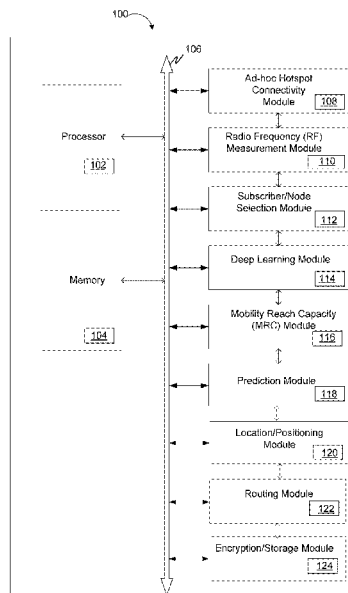 100
106
Ad-hoc Hotspot
Connectivity
Module
108
Processor
102
Radio Frequency (RF)
Measurement Module
110
Subscriber/Node
Selection Module
112
Memory
104
Deep Learning Module
114
Mobility Reach Capacity
(MRC) Module
116
Prediction Module
118
Location/Positioning
Module
120
Routing Module
122
Encryption/Storage Module
124